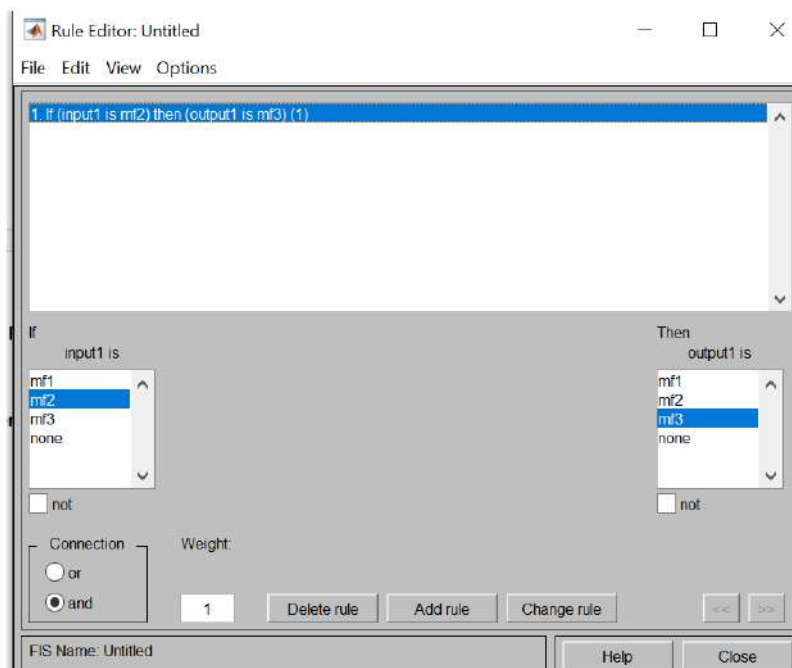 Rule Editor: Untitled
File Edit View Options
1. If (input1 is mf2) then (output1 is mf3) (1)
If
input1 is
mf1
mf2
mf3
none
not
Then
output1 is
mf1
mf2
mf3
none
not
Connection
or
and
Weight:
1
Delete rule
Add rule
Change rule
<<
>>
FIS Name: Untitled
Help
Close